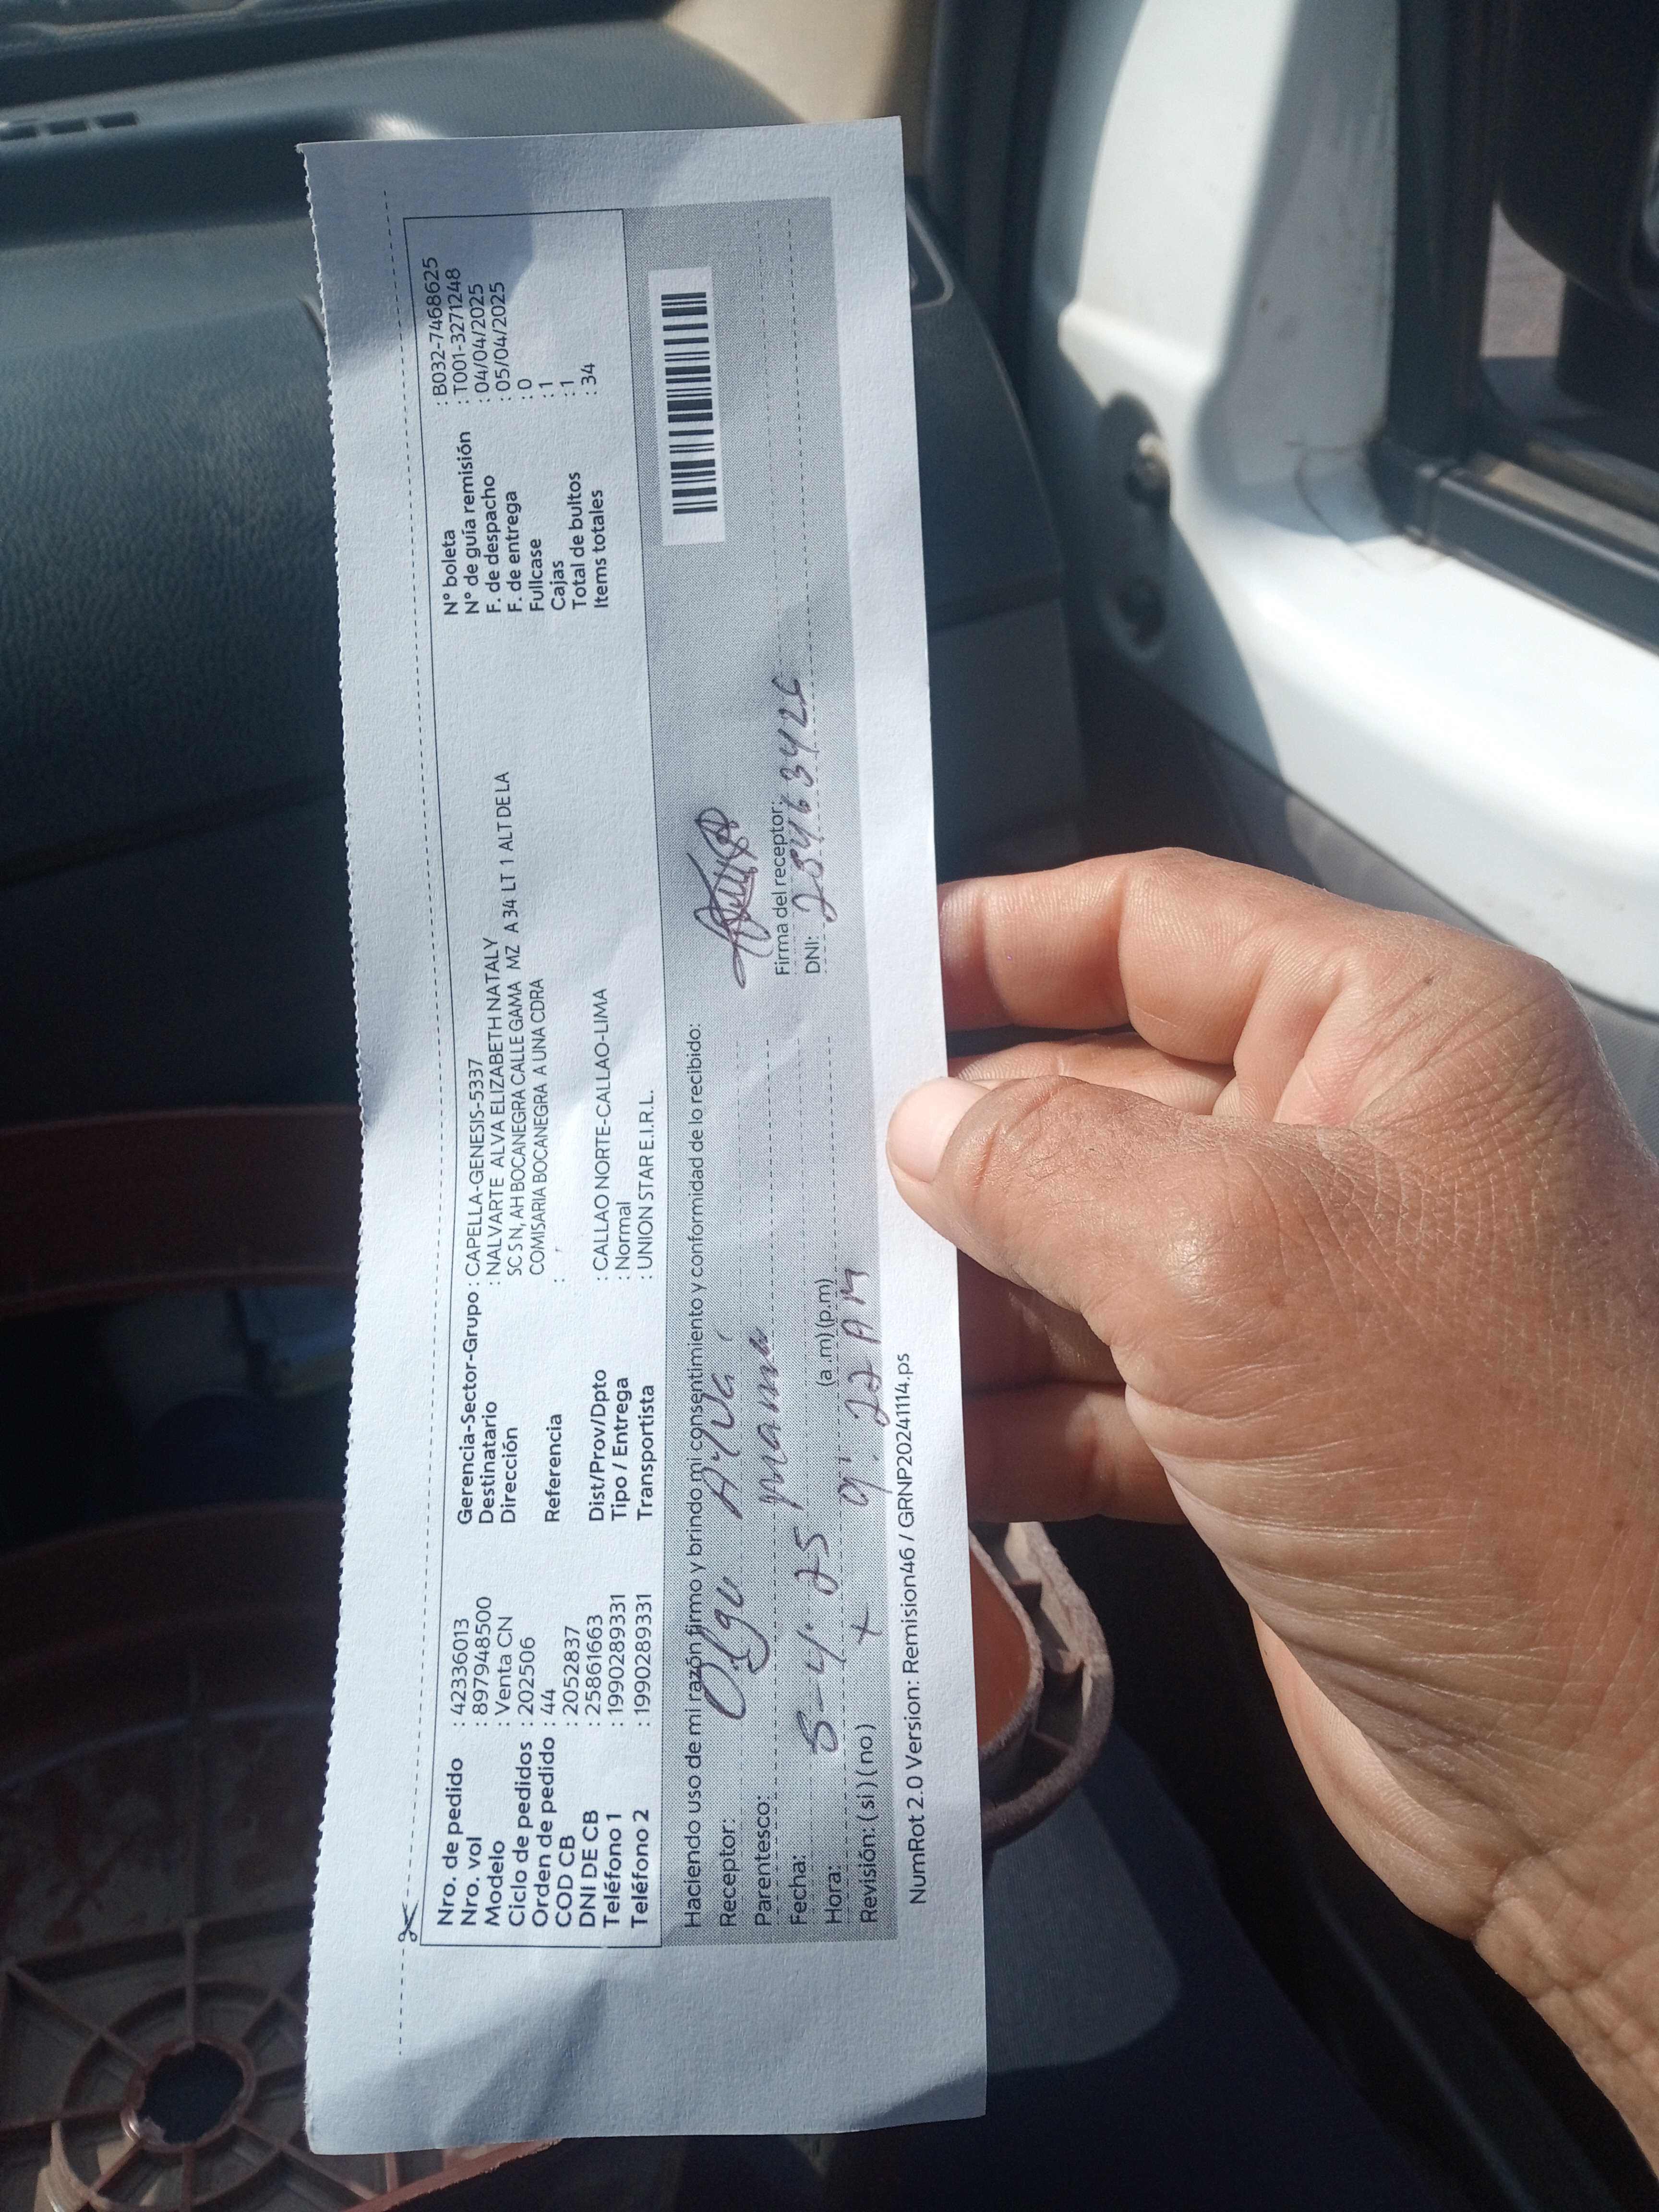 Nro. de pedido : 42336013
Nro. vol : 897948500
Modelo : Venta CN
Ciclo de pedidos : 202506
Orden de pedido : 44
COD CB : 2052837
DNI DE CB : 25861663
Teléfono 1 : 1990289331
Teléfono 2 : 1990289331
Gerencia-Sector-Grupo : CAPELLA-GENESIS-5337
Destinatario : NALVARTE ALVA ELIZABETH NATALY
Dirección SC SN, AH BOCANEGRA CALLE GAMA MZ A 34 LT 1 ALT DE LA
COMISARIA BOCANEGRA A UNA CDRA
Referencia :
Dist/Prov/Dpto : CALLAO NORTE-CALLAO-LIMA
Tipo / Entrega : Normal
Transportista : UNION STAR E.I.R.L.
N° boleta : B032-7468625
N° de guía remisión : T001-3271248
F. de despacho : 04/04/2025
F. de entrega : 05/04/2025
Fullcase : 0
Cajas : 1
Total de bultos : 1
Items totales : 34
Haciendo uso de mi razón firmo y brindo mi consentimiento y conformidad de lo recibido:
Receptor: Olga
Parentesco: mama
Fecha: 5-4-25
Hora: 9:22 AM (a.m) (p.m)
Revisión: ( si ) ( no )
Firma del receptor:
DNI:
NumRot 2.0 Version: Remision46 / GRNP20241114.ps